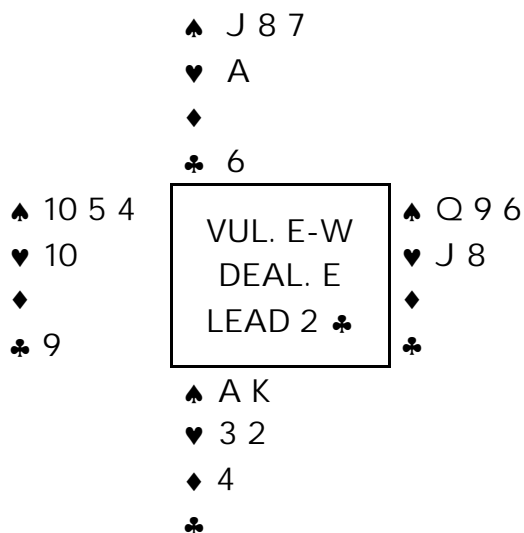 ♠ J 8 7
♥ A
♦
♣ 6
♠ 10 5 4
♥ 10
♦
♣ 9
VUL. E-W
DEAL. E
LEAD 2 ♣
♠ Q 9 6
♥ J 8
♦
♣
♠ A K
♥ 3 2
♦ 4
♣